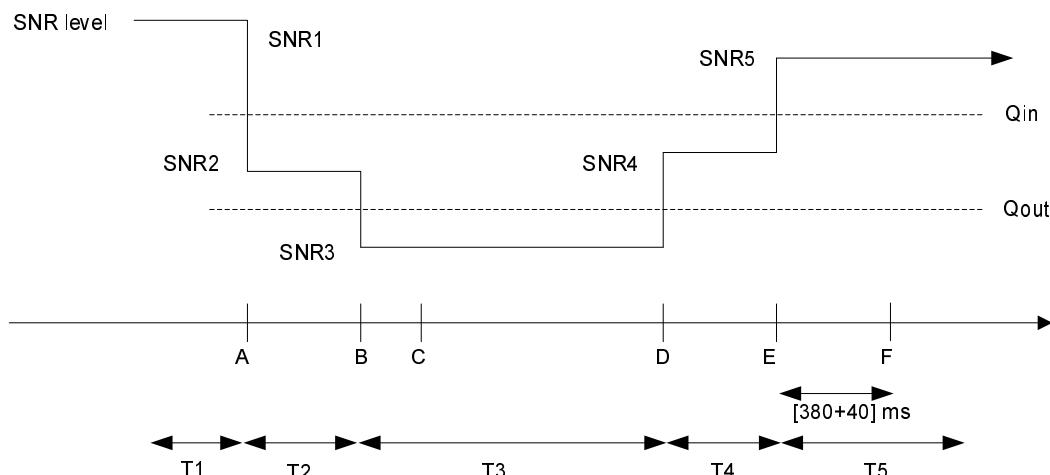 SNR level
SNR1
SNR5
Qin
SNR2
SNR4
Qout
SNR3
A B C D E F
[380+40] ms
T1 T2 T3 T4 T5